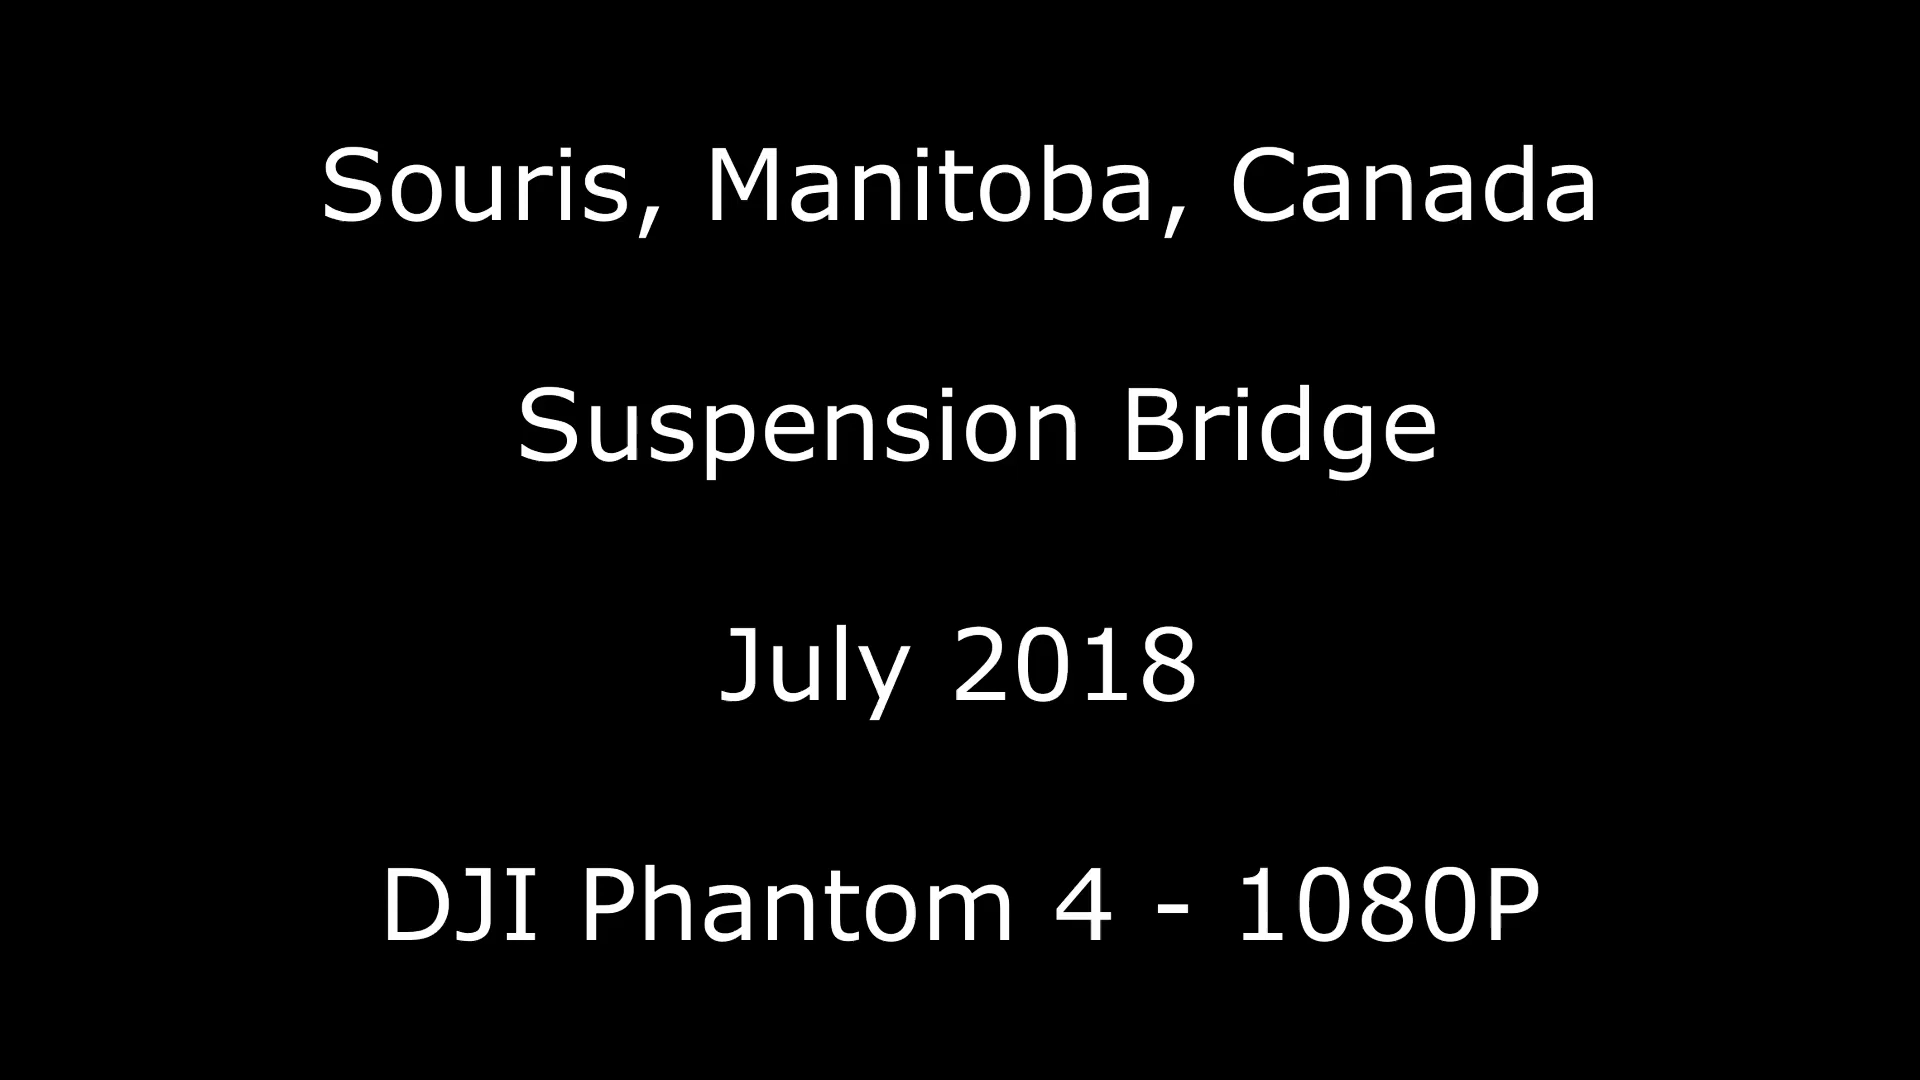 Souris, Manitoba, Canada
Suspension Bridge
July 2018
DJI Phantom 4 - 1080P